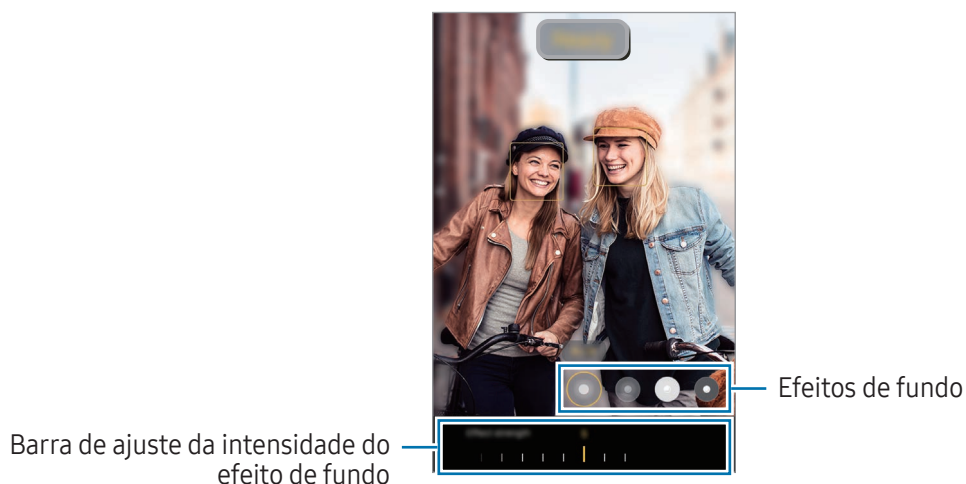 Efeitos de fundo
Barra de ajuste da intensidade do
efeito de fundo